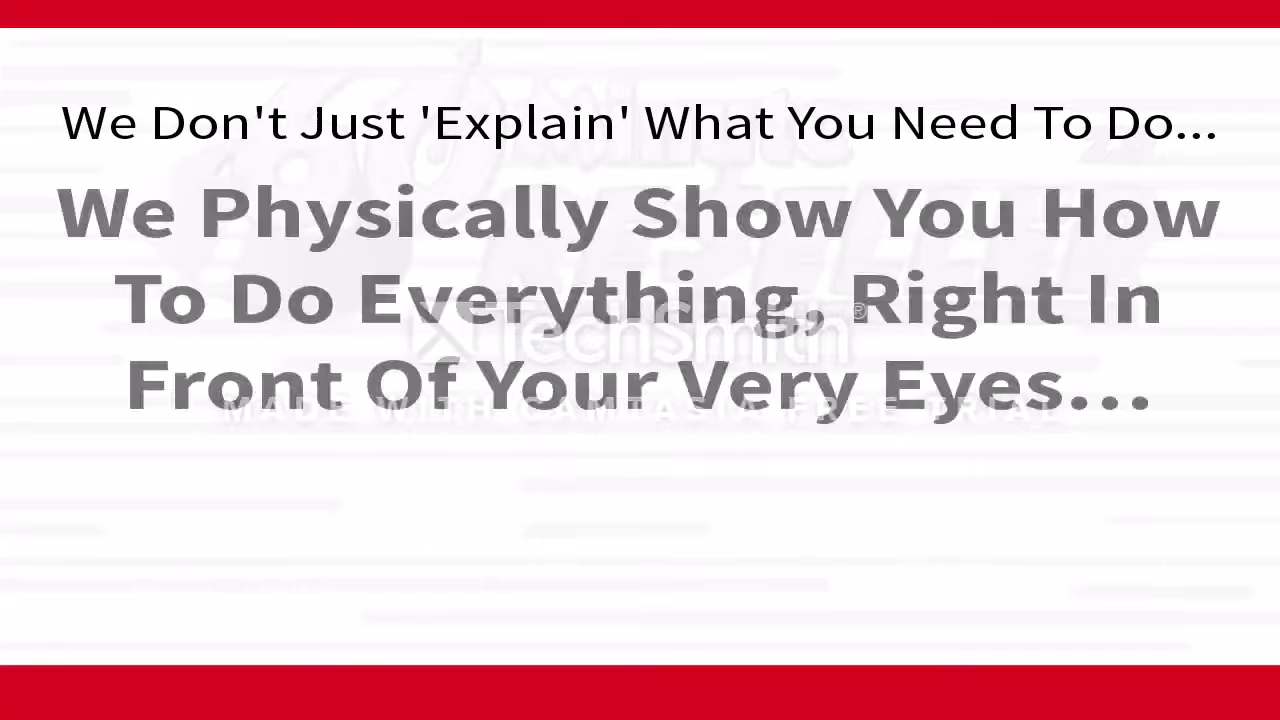 We Don't Just 'Explain' What You Need To Do...
We Physically Show You How
To Do Everything, Right In
Front Of Your Very Eyes...
TechSmith®
MADE WITH CAMTASIA FREE TRIAL